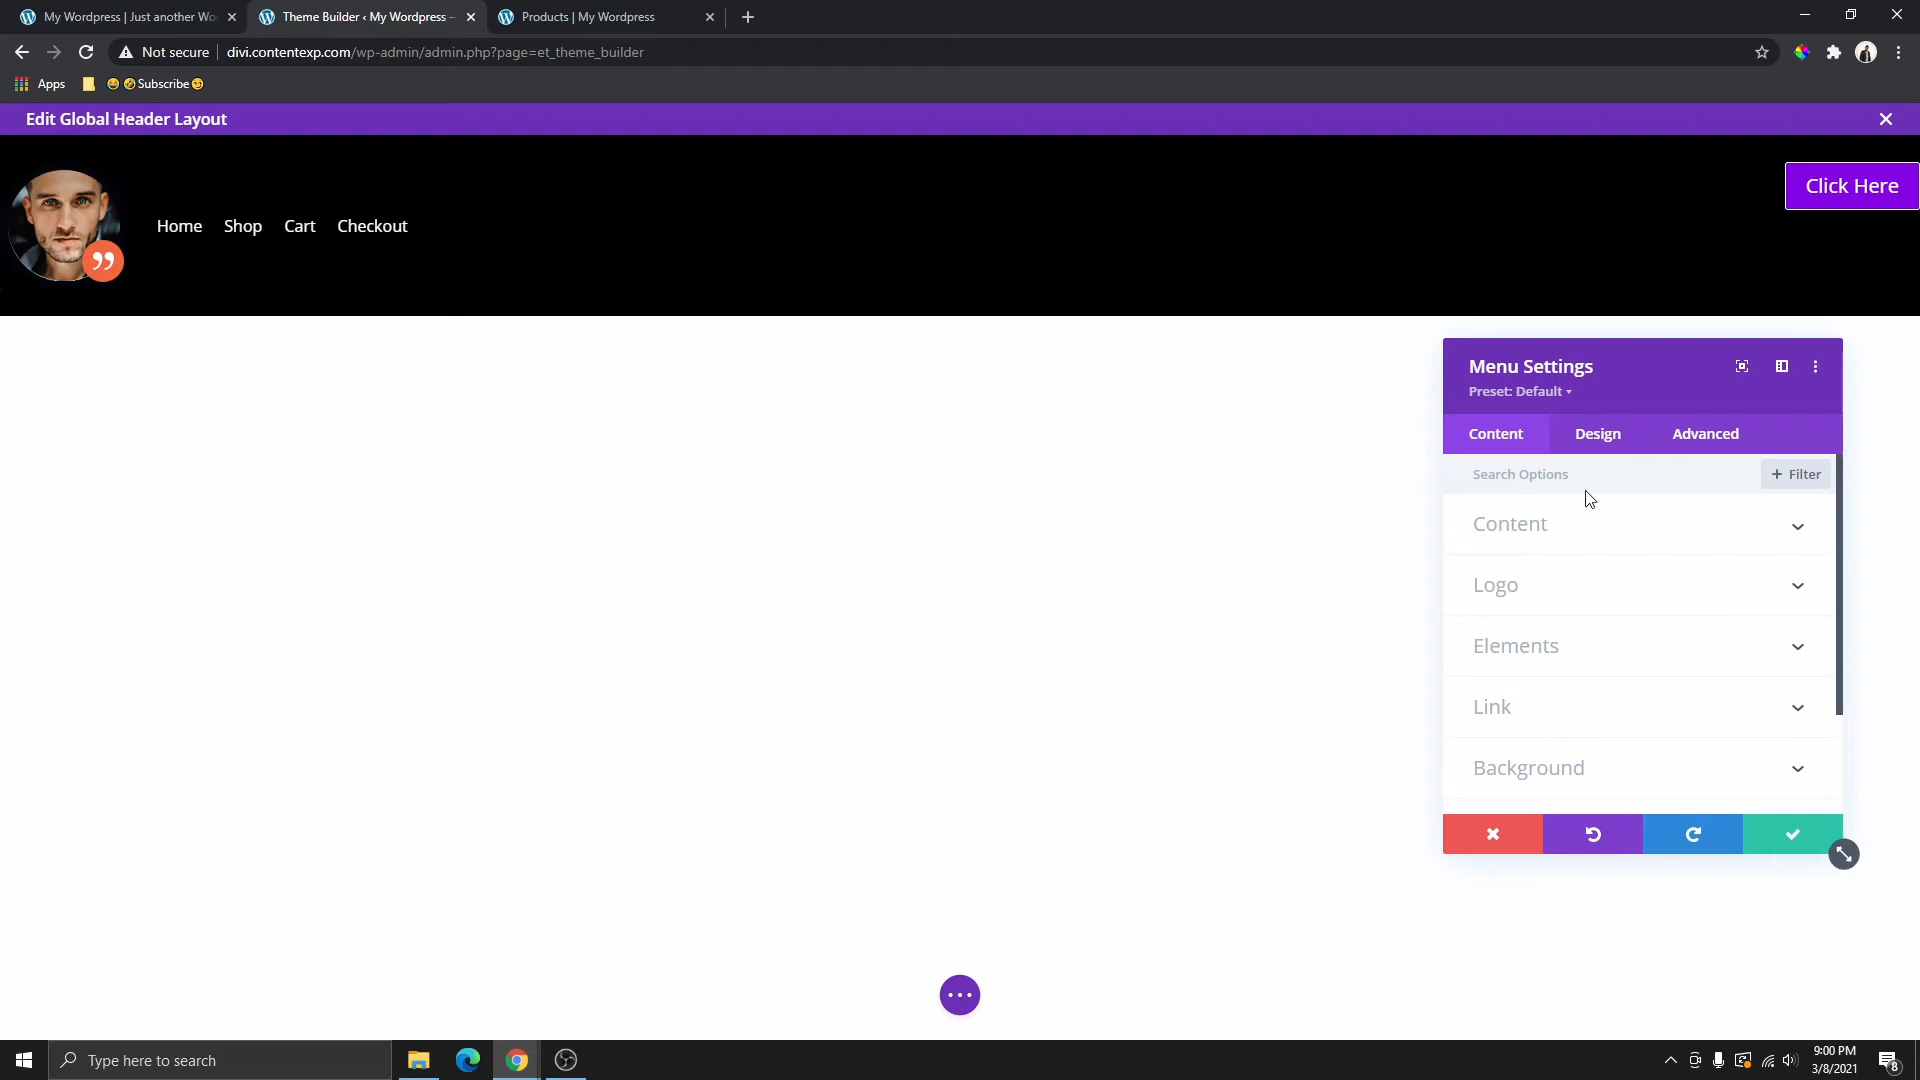 My Wordpress | Just another Wo
Theme Builder ‹ My Wordpress —
Products | My Wordpress
Not secure
divi.contentexp.com/wp-admin/admin.php?page=et_theme_builder
Apps
😄🤣Subscribe😏
Edit Global Header Layout
Home
Shop
Cart
Checkout
Click Here
Menu Settings
Preset: Default
Content
Design
Advanced
Search Options
+ Filter
Content
Logo
Elements
Link
Background
Type here to search
9:00 PM
3/8/2021
8